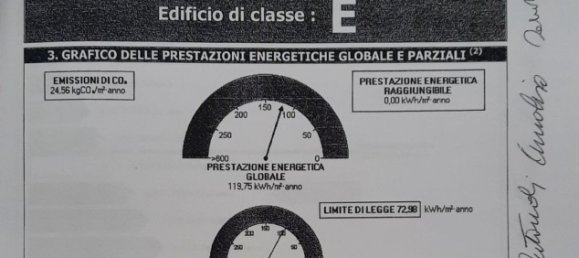 Edificio di classe : E
3. GRAFICO DELLE PRESTAZIONI ENERGETICHE GLOBALE E PARZIALI (2)
EMISSIONI DI CO₂
24,56 kgCO₂/m² anno
PRESTAZIONE ENERGETICA
RAGGIUNGIBILE
0,00 kWh/m² anno
200 150 100
250 50
>600 0
PRESTAZIONE ENERGETICA
GLOBALE
119,75 kWh/m² anno
LIMITE DI LEGGE 72,98 kWh/m² anno